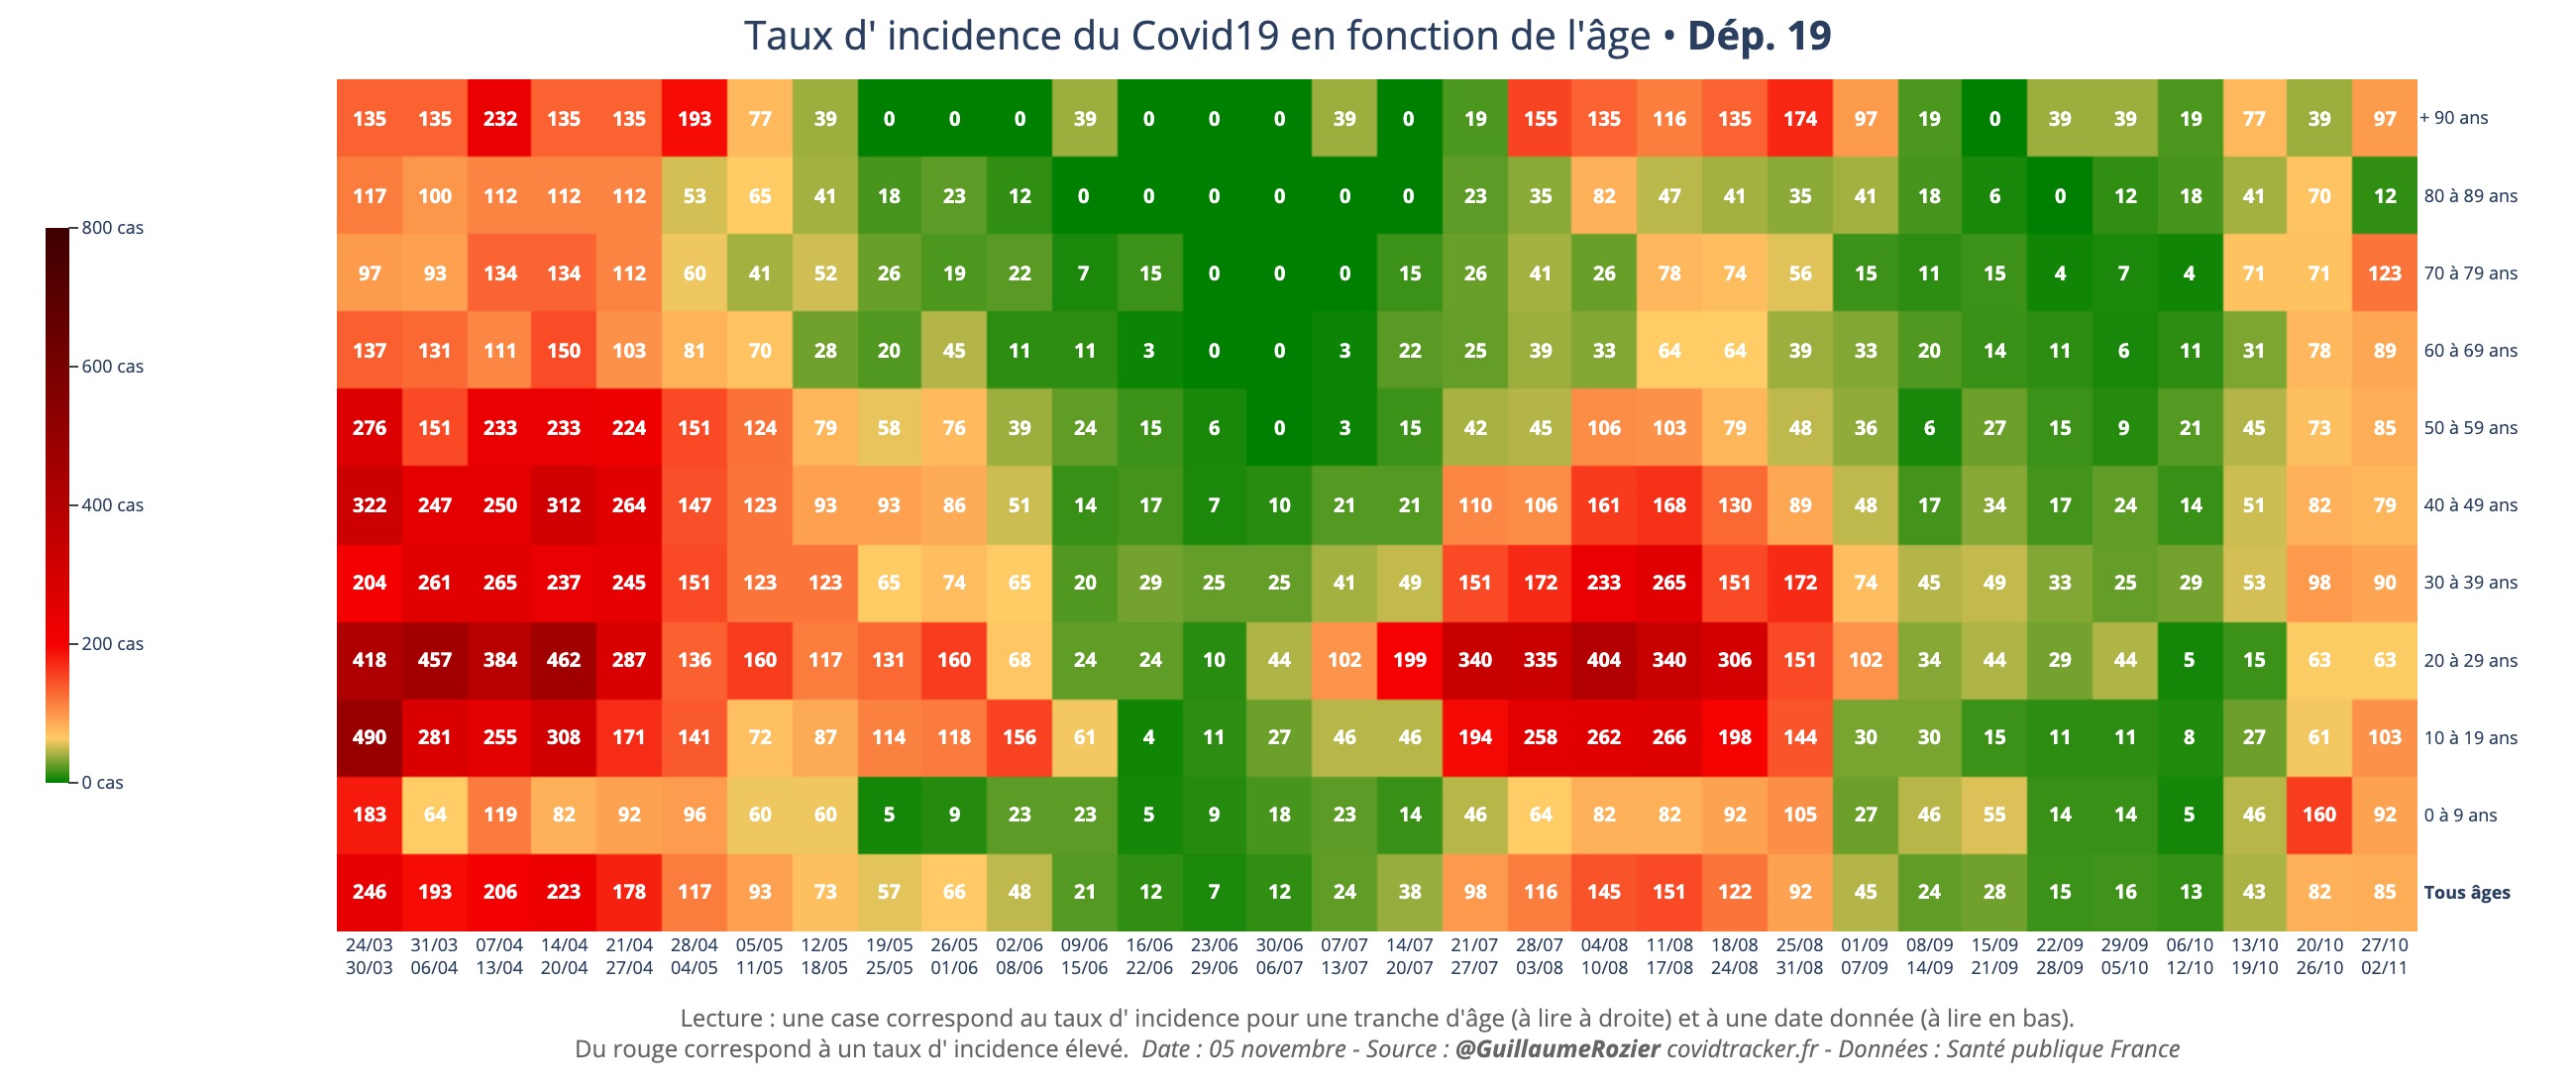 Taux d' incidence du Covid19 en fonction de l'âge • Dép. 19
135 135 232 135 135 193 77 39 0 0 0 39 0 0 0 39 0 19 155 135 116 135 174 97 19 0 39 39 19 77 39 97 + 90 ans
117 100 112 112 112 53 65 41 18 23 12 0 0 0 0 0 0 23 35 82 47 41 35 41 18 6 0 12 18 41 70 12 80 à 89 ans
800 cas
97 93 134 134 112 60 41 52 26 19 22 7 15 0 0 0 15 26 41 26 78 74 56 15 11 15 4 7 4 71 71 123 70 à 79 ans
137 131 111 150 103 81 70 28 20 45 11 11 3 0 0 3 22 25 39 33 64 64 39 33 20 14 11 6 11 31 78 89 60 à 69 ans
600 cas
276 151 233 233 224 151 124 79 58 76 39 24 15 6 0 3 15 42 45 106 103 79 48 36 6 27 15 9 21 45 73 85 50 à 59 ans
400 cas
322 247 250 312 264 147 123 93 93 86 51 14 17 7 10 21 21 110 106 161 168 130 89 48 17 34 17 24 14 51 82 79 40 à 49 ans
204 261 265 237 245 151 123 123 65 74 65 20 29 25 25 41 49 151 172 233 265 151 172 74 45 49 33 25 29 53 98 90 30 à 39 ans
200 cas
418 457 384 462 287 136 160 117 131 160 68 24 24 10 44 102 199 340 335 404 340 306 151 102 34 44 29 44 5 15 63 63 20 à 29 ans
490 281 255 308 171 141 72 87 114 118 156 61 4 11 27 46 46 194 258 262 266 198 144 30 30 15 11 11 8 27 61 103 10 à 19 ans
0 cas
183 64 119 82 92 96 60 60 5 9 23 23 5 9 18 23 14 46 64 82 82 92 105 27 46 55 14 14 5 46 160 92 0 à 9 ans
246 193 206 223 178 117 93 73 57 66 48 21 12 7 12 24 38 98 116 145 151 122 92 45 24 28 15 16 13 43 82 85 Tous âges
24/03 31/03 07/04 14/04 21/04 28/04 05/05 12/05 19/05 26/05 02/06 09/06 16/06 23/06 30/06 07/07 14/07 21/07 28/07 04/08 11/08 18/08 25/08 01/09 08/09 15/09 22/09 29/09 06/10 13/10 20/10 27/10
30/03 06/04 13/04 20/04 27/04 04/05 11/05 18/05 25/05 01/06 08/06 15/06 22/06 29/06 06/07 13/07 20/07 27/07 03/08 10/08 17/08 24/08 31/08 07/09 14/09 21/09 28/09 05/10 12/10 19/10 26/10 02/11
Lecture : une case correspond au taux d' incidence pour une tranche d'âge (à lire à droite) et à une date donnée (à lire en bas).
Du rouge correspond à un taux d' incidence élevé. Date : 05 novembre - Source : @GuillaumeRozier covidtracker.fr - Données : Santé publique France